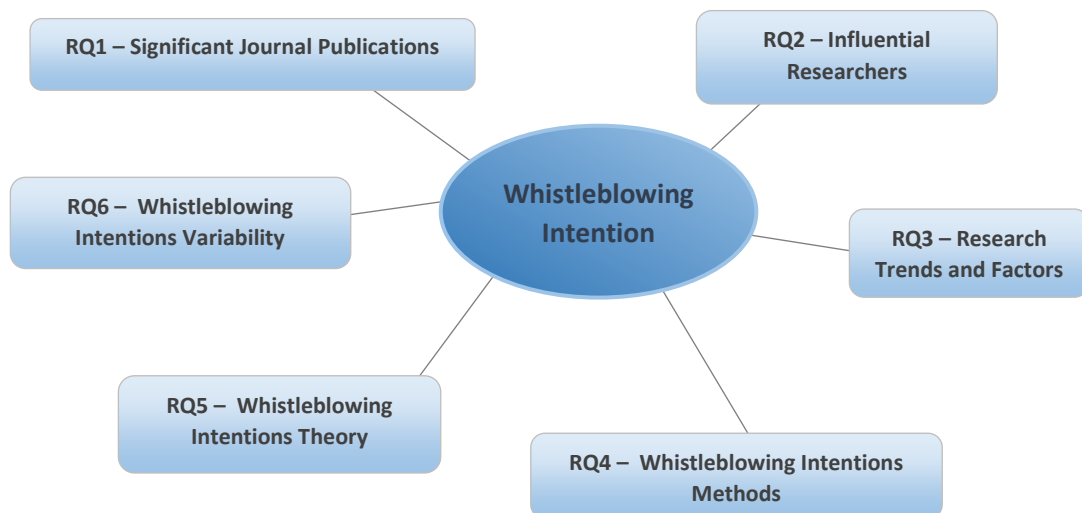 RQ1 – Significant Journal Publications
RQ2 – Influential
Researchers
Whistleblowing
Intention
RQ6 –  Whistleblowing
Intentions Variability
RQ3 – Research
Trends and Factors
RQ5 –  Whistleblowing
Intentions Theory
RQ4 –  Whistleblowing Intentions
Methods